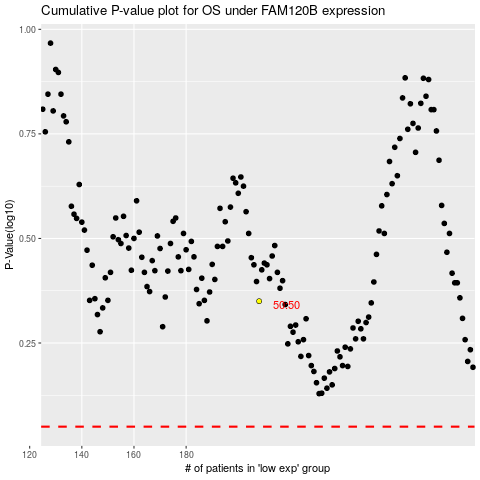 Cumulative P-value plot for OS under FAM120B expression
P-Value(log10)
1.00
0.75
0.50
0.25
50:50
120 140 160 180
# of patients in 'low exp' group